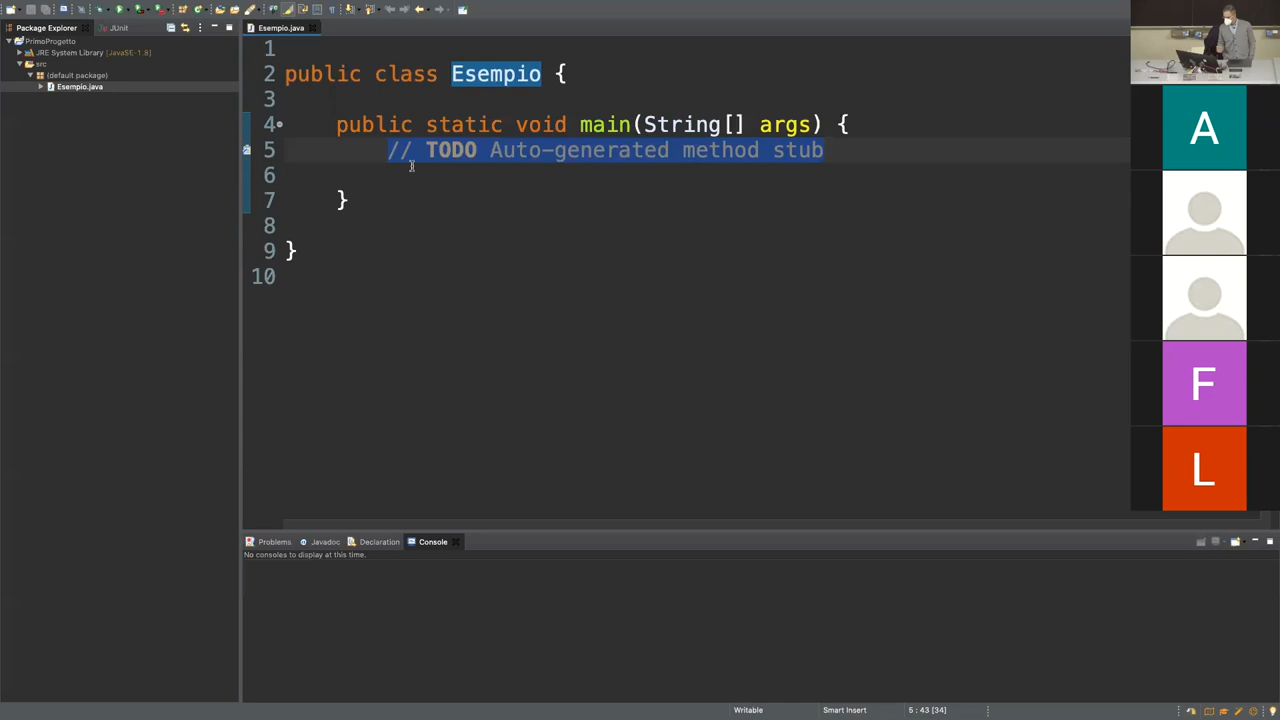 Package Explorer
JUnit
Esempio.java
PrimoProgetto
JRE System Library [JavaSE-1.8]
src
(default package)
Esempio.java
1
2 public class Esempio {
3
4 public static void main(String[] args) {
5 // TODO Auto-generated method stub
6
7 }
8
9 }
10
A
F
L
Problems
Javadoc
Declaration
Console
No consoles to display at this time.
Writable
Smart Insert
5 : 43 [34]